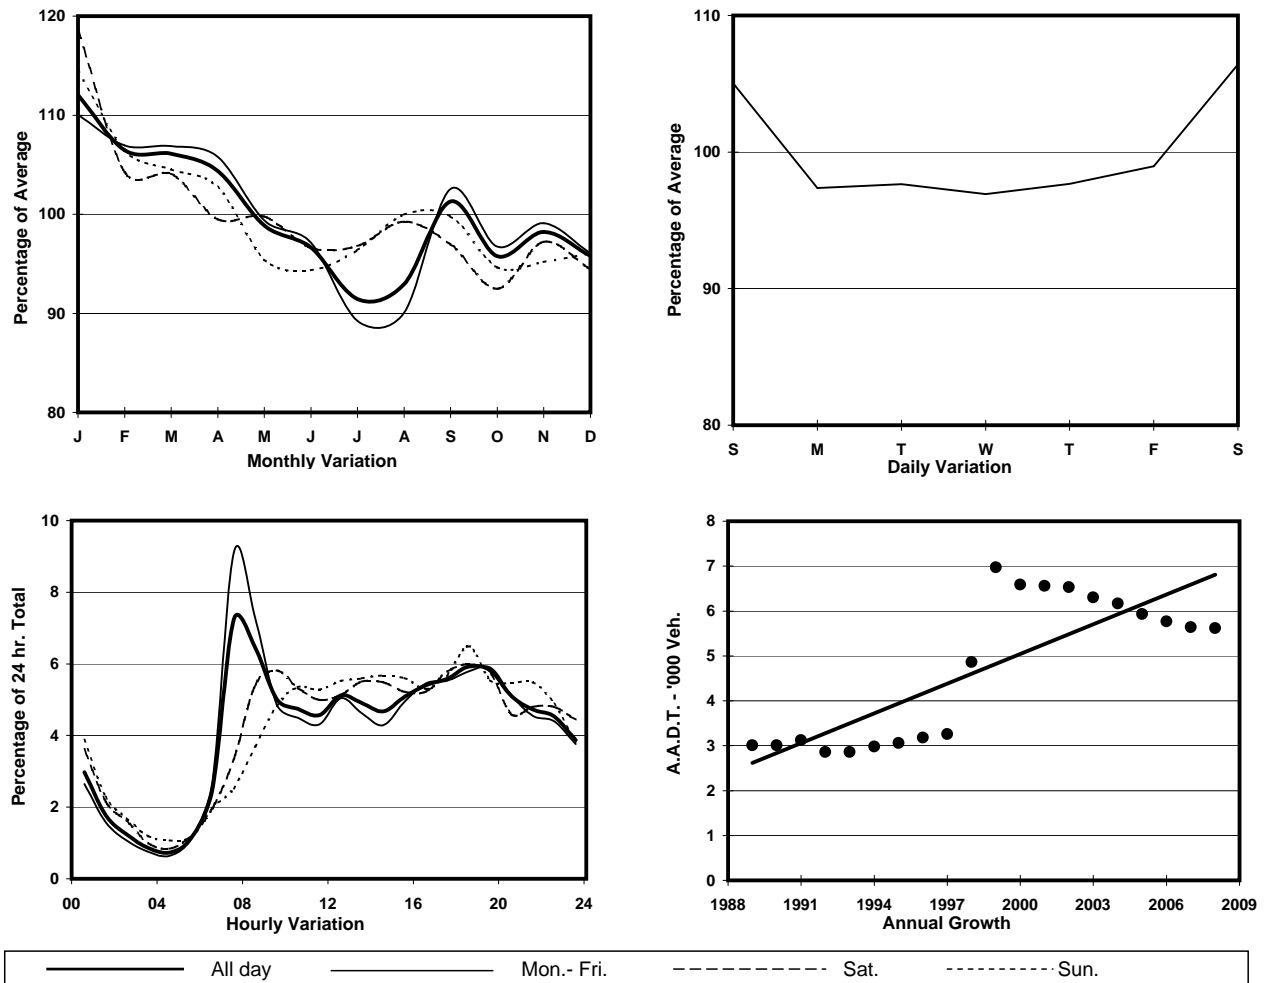 120
110
100
90
80
Percentage of Average
J F M A M J J A S O N D
Monthly Variation
110
100
90
80
Percentage of Average
S M T W T F S
Daily Variation
10
8
6
4
2
0
Percentage of 24 hr. Total
00 04 08 12 16 20 24
Hourly Variation
8
7
6
5
4
3
2
1
0
A.A.D.T. - '000 Veh.
1988 1991 1994 1997 2000 2003 2006 2009
Annual Growth
All day Mon.- Fri. Sat. Sun.